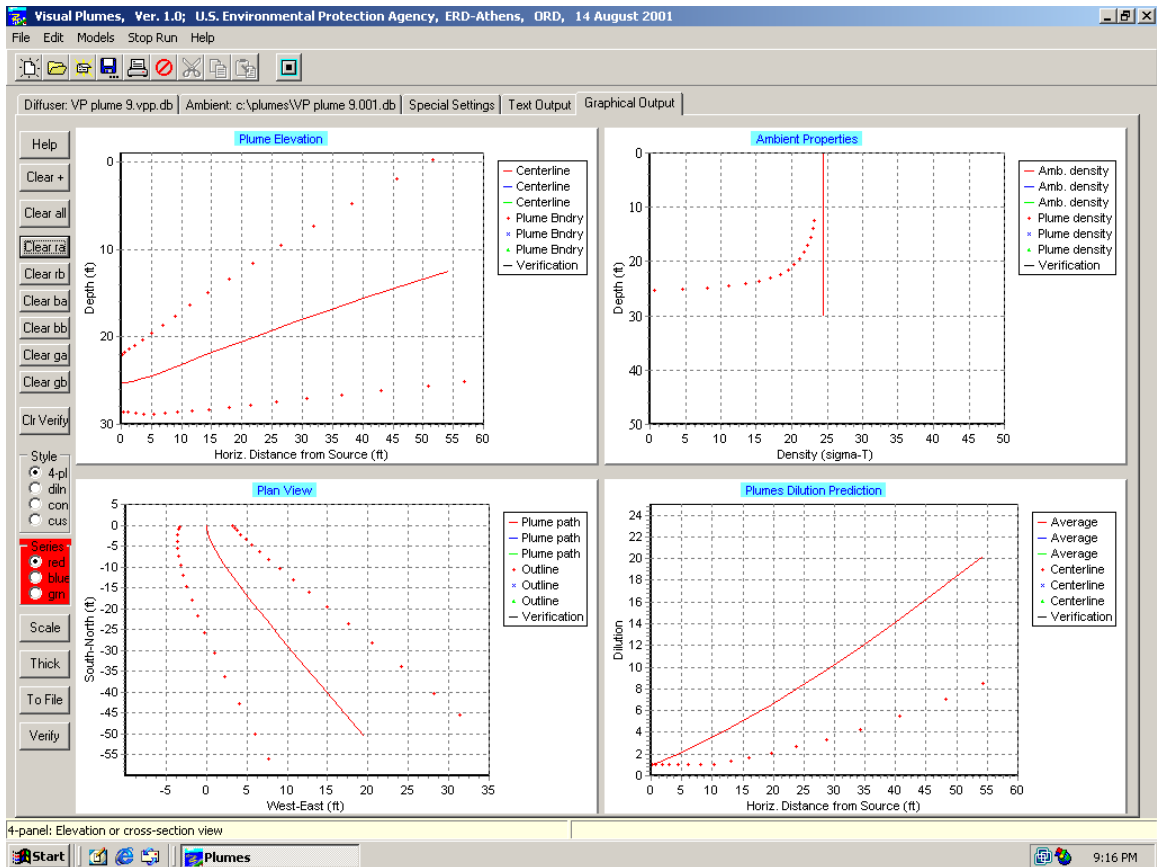 Visual Plumes, Ver. 1.0; U.S. Environmental Protection Agency, ERD-Athens, ORD, 14 August 2001
File Edit Models Stop Run Help
Diffuser: VP plume 9.vpp.db
Ambient: c:\plumes\VP plume 9.001.db
Special Settings
Text Output
Graphical Output
Help
Clear +
Clear all
Clear ra
Clear rb
Clear ba
Clear bb
Clear ga
Clear gb
Clr Verify
Style
4-pl
diln
con
cus
Series
red
blue
grn
Scale
Thick
To File
Verify
Plume Elevation
Depth (ft)
0
10
20
30
0 5 10 15 20 25 30 35 40 45 50 55 60
Horiz. Distance from Source (ft)
Centerline
Centerline
Centerline
Plume Bndry
Plume Bndry
Plume Bndry
Verification
Ambient Properties
Depth (ft)
0
10
20
30
40
50
0 5 10 15 20 25 30 35 40 45 50
Density (sigma-T)
Amb. density
Amb. density
Amb. density
Plume density
Plume density
Plume density
Verification
Plan View
South-North (ft)
5
0
-5
-10
-15
-20
-25
-30
-35
-40
-45
-50
-55
-5 0 5 10 15 20 25 30 35
West-East (ft)
Plume path
Plume path
Plume path
Outline
Outline
Outline
Verification
Plumes Dilution Prediction
Dilution
24
22
20
18
16
14
12
10
8
6
4
2
0
0 5 10 15 20 25 30 35 40 45 50 55 60
Horiz. Distance from Source (ft)
Average
Average
Average
Centerline
Centerline
Centerline
Verification
4-panel: Elevation or cross-section view
Start
Plumes
9:16 PM